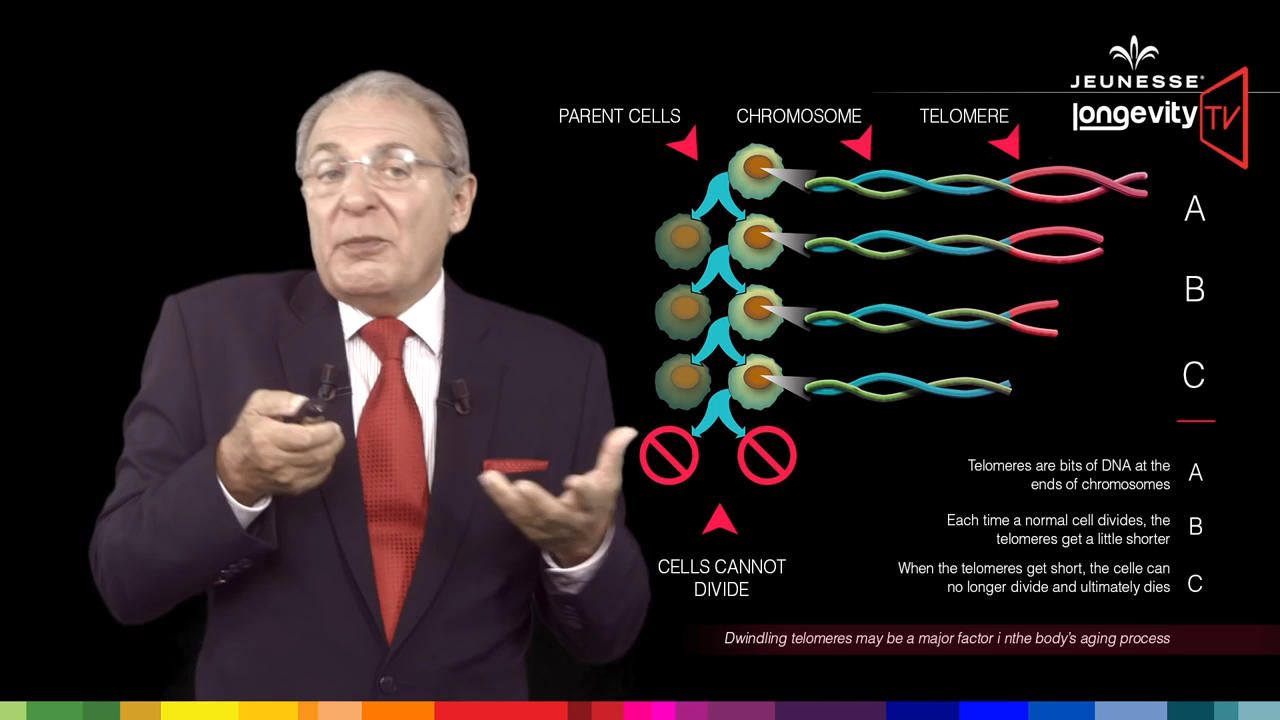 JEUNESSE®
longevity TV
PARENT CELLS
CHROMOSOME
TELOMERE
A
B
C
Telomeres are bits of DNA at the
ends of chromosomes
A
Each time a normal cell divides, the
telomeres get a little shorter
B
When the telomeres get short, the celle can
no longer divide and ultimately dies
C
CELLS CANNOT
DIVIDE
Dwindling telomeres may be a major factor i nthe body's aging process